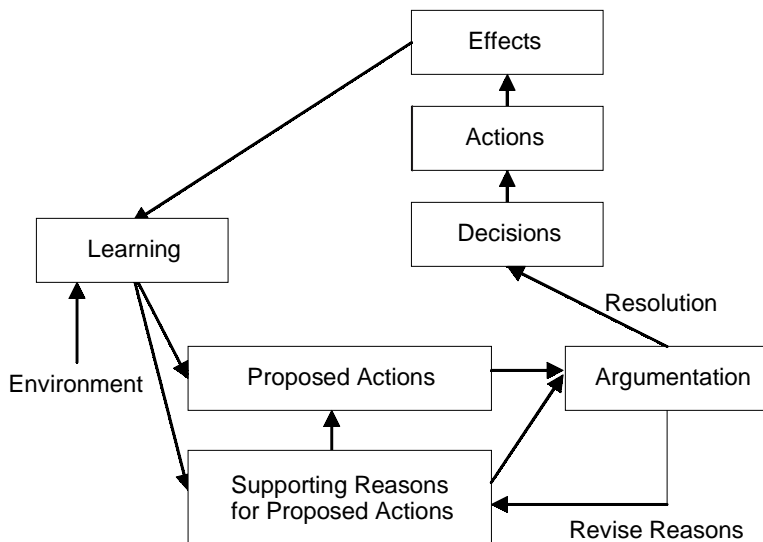 Effects
Actions
Decisions
Learning
Resolution
Environment
Proposed Actions
Argumentation
Supporting Reasons
for Proposed Actions
Revise Reasons